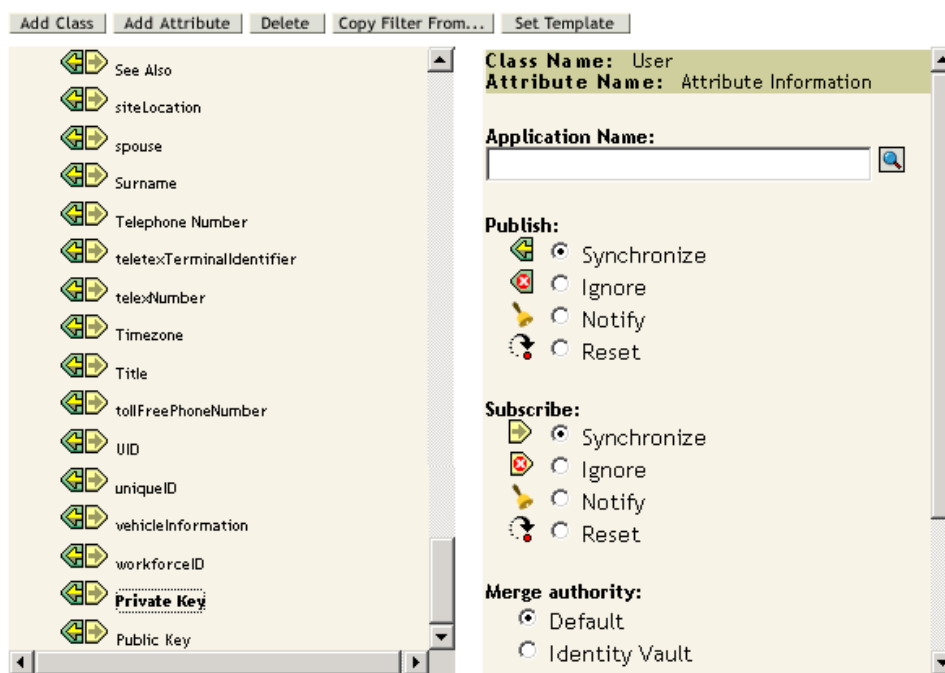 Add Class Add Attribute Delete Copy Filter From... Set Template
See Also
siteLocation
spouse
Surname
Telephone Number
teletexTerminalIdentifier
telexNumber
Timezone
Title
tollFreePhoneNumber
UID
uniqueID
vehicleInformation
workforceID
Private Key
Public Key
Class Name: User
Attribute Name: Attribute Information
Application Name:
Publish:
Synchronize
Ignore
Notify
Reset
Subscribe:
Synchronize
Ignore
Notify
Reset
Merge authority:
Default
Identity Vault